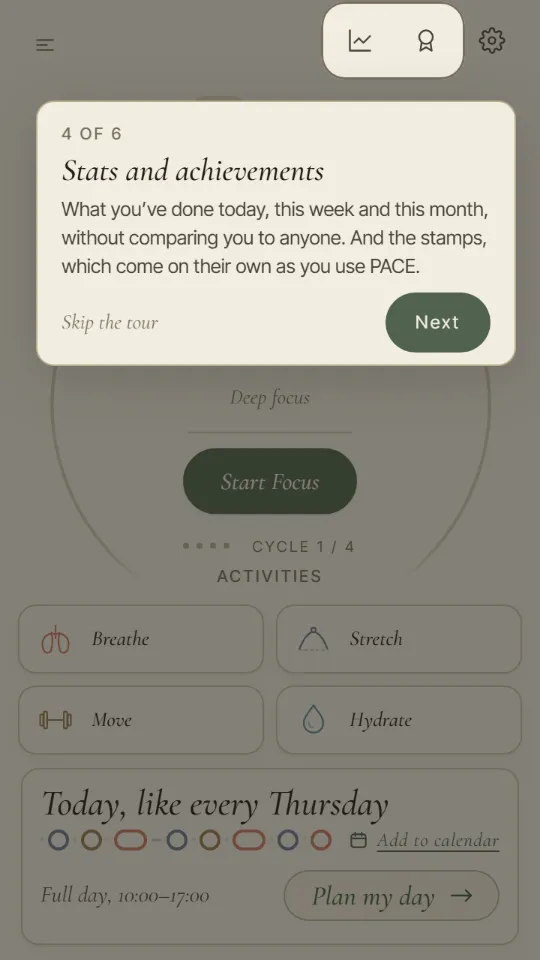 4 OF 6
Stats and achievements
What you’ve done today, this week and this month,
without comparing you to anyone. And the stamps,
which come on their own as you use PACE.
Skip the tour
Next
Deep focus
Start Focus
CYCLE 1 / 4
ACTIVITIES
Breathe
Stretch
Move
Hydrate
Today, like every Thursday
Add to calendar
Full day, 10:00–17:00
Plan my day →